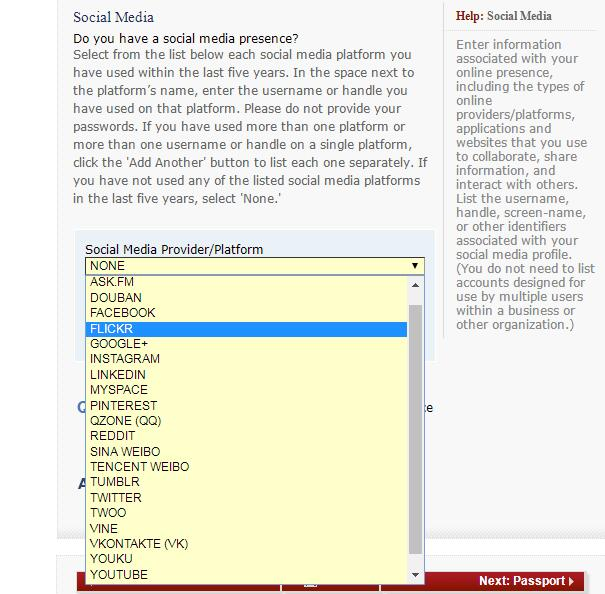 Social Media
Do you have a social media presence?
Select from the list below each social media platform you
have used within the last five years. In the space next to
the platform's name, enter the username or handle you
have used on that platform. Please do not provide your
passwords. If you have used more than one platform or
more than one username or handle on a single platform,
click the 'Add Another' button to list each one separately. If
you have not used any of the listed social media platforms
in the last five years, select 'None.'
Social Media Provider/Platform
NONE
ASK.FM
DOUBAN
FACEBOOK
FLICKR
GOOGLE+
INSTAGRAM
LINKEDIN
MYSPACE
PINTEREST
QZONE (QQ)
REDDIT
SINA WEIBO
TENCENT WEIBO
TUMBLR
TWITTER
TWOO
VINE
VKONTAKTE (VK)
YOUKU
YOUTUBE
Next: Passport
Help: Social Media
Enter information
associated with your
online presence,
including the types of
online
providers/platforms,
applications and
websites that you use
to collaborate, share
information, and
interact with others.
List the username,
handle, screen-name,
or other identifiers
associated with your
social media profile.
(You do not need to list
accounts designed for
use by multiple users
within a business or
other organization.)